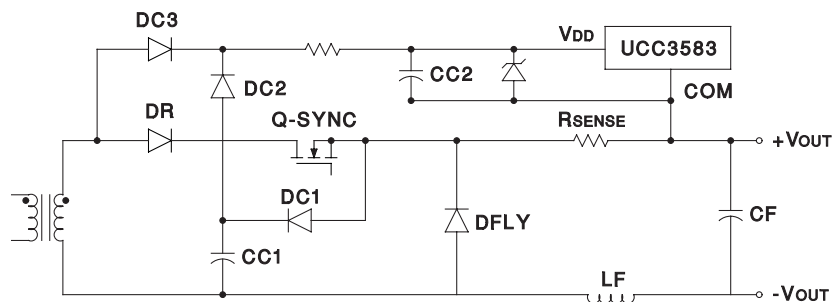 DC3
VDD
UCC3583
CC2
DC2
COM
DR
Q-SYNC
RSENSE
+VOUT
DC1
DFLY
CF
CC1
LF
-VOUT